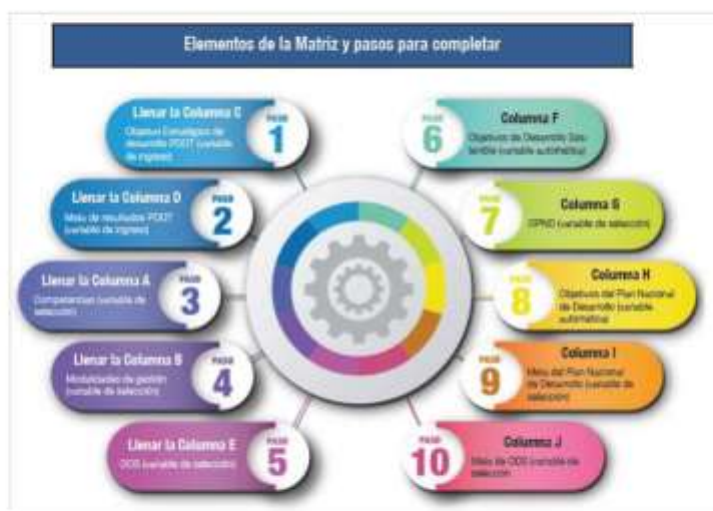 Elementos de la Matriz y pasos para completar
Llenar la Columna C
Objetivo Estratégico de
desarrollo PDOT (variable
de ingreso)
PASO
1
Llenar la Columna D
Meta de resultados PDOT
(variable de ingreso)
PASO
2
Llenar la Columna A
Competencias (variable de
selección)
PASO
3
Llenar la Columna B
Modalidades de gestión
(variable de selección)
PASO
4
Llenar la Columna E
ODS (variable de selección)
PASO
5
PASO
6
Columna F
Objetivos de Desarrollo Sos
tenible (variable automática)
PASO
7
Columna G
(variable de selección)
PASO
8
Columna H
Objetivos del Plan Nacional
de Desarrollo (variable
automática)
PASO
9
Columna I
Meta del Plan Nacional
de Desarrollo (variable de
selección)
PASO
10
Columna J
Meta de ODS (variable de
selección